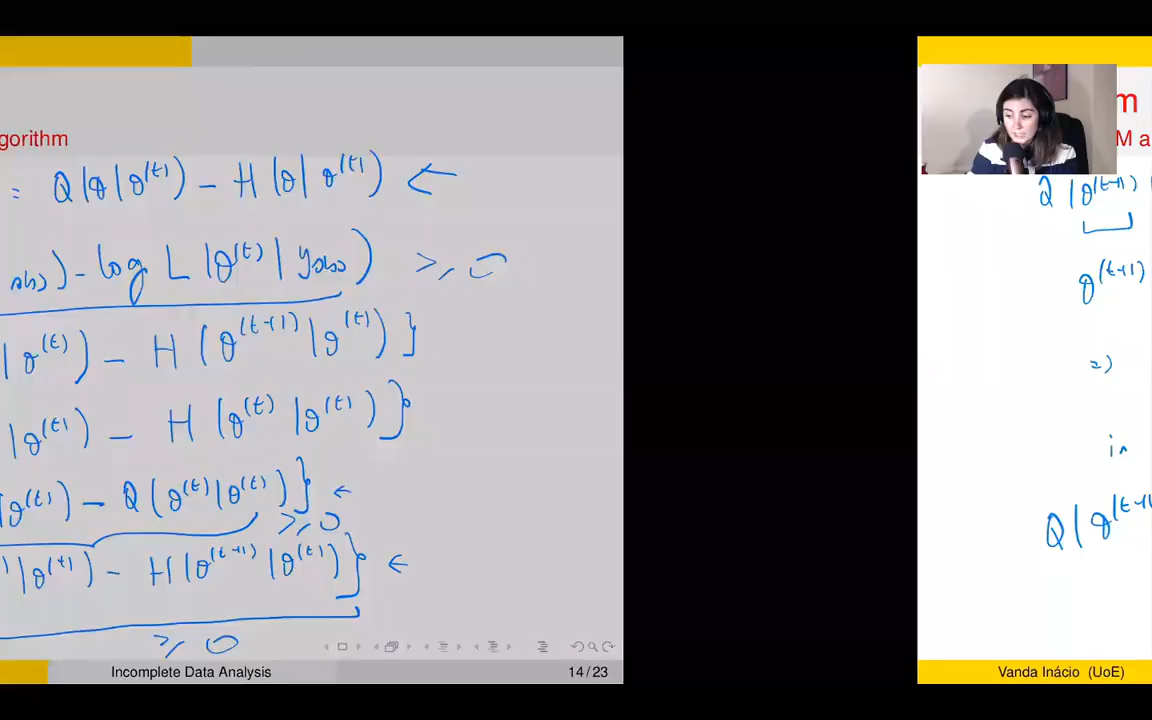 gorithm
= Q(θ|θ^(t)) - H(θ|θ^(t)) ←
obs) - log L(θ^(t)|yobs) ≥ 0
|θ^(t)) - H(θ^(t+1)|θ^(t))}
|θ^(t)) - H(θ^(t)|θ^(t))}
|θ^(t)) - Q(θ^(t)|θ^(t))} ←
≥ 0
|θ^(t)) - H(θ^(t+1)|θ^(t))} ←
≥ 0
Incomplete Data Analysis
14/23
m
M a
Q(θ^(t+1)|
θ^(t+1)
=)
in
Q(θ^(t+1
Vanda Inácio (UoE)